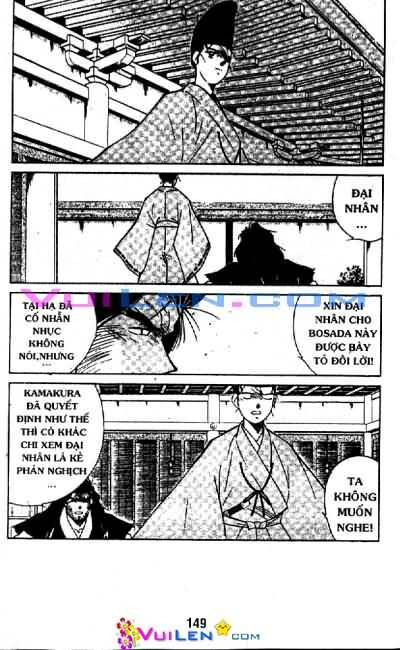 ĐẠI
NHÂN
...
XIN ĐẠI
NHÂN CHO
BOSADA NÀY
ĐƯỢC BÀY
TỎ ĐÔI LỜI!
TẠI HẠ ĐÃ
CỐ NHẪN
NHỤC
KHÔNG
NÓI,NHƯNG
...
VUILEN.COM
KAMAKURA
ĐÃ QUYẾT
ĐỊNH NHƯ THẾ
THÌ CÓ KHÁC
CHI XEM ĐẠI
NHÂN LÀ KẺ
PHẢN NGHỊCH
...
TA
KHÔNG
MUỐN
NGHE!
149
VUILEN.COM